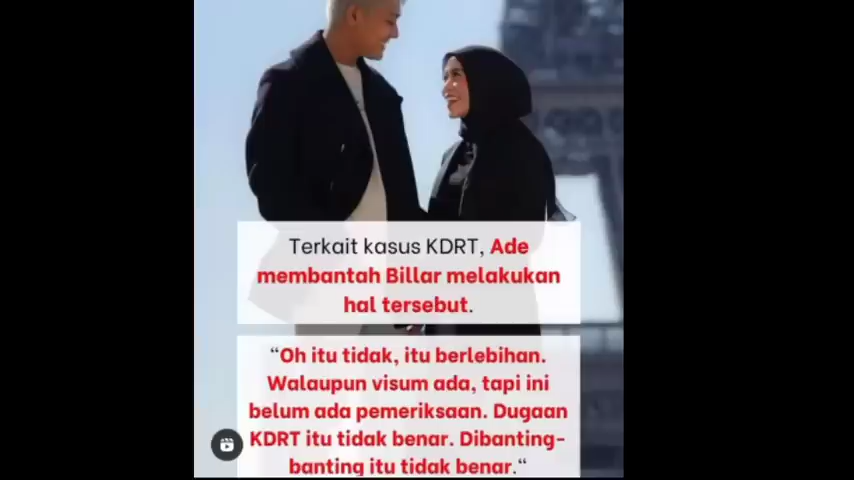 Terkait kasus KDRT, Ade
membantah Billar melakukan
hal tersebut.
“Oh itu tidak, itu berlebihan.
Walaupun visum ada, tapi ini
belum ada pemeriksaan. Dugaan
KDRT itu tidak benar. Dibanting-
banting itu tidak benar.“